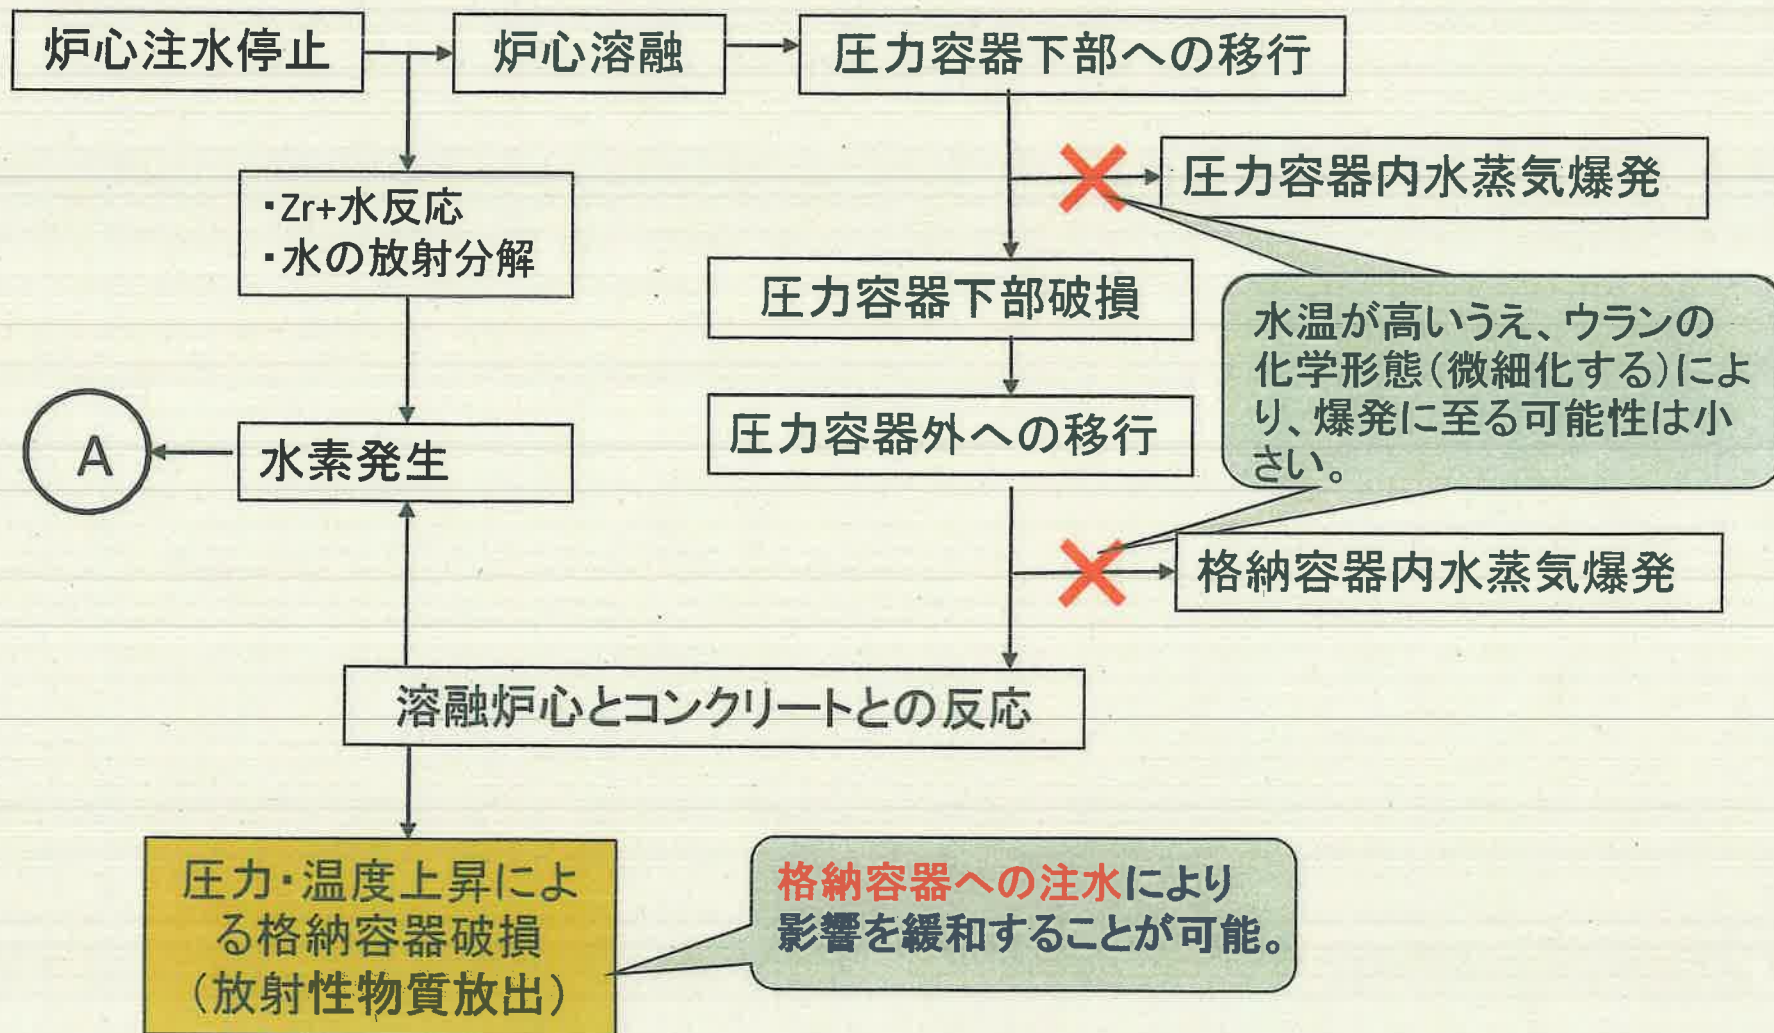 炉心注水停止
炉心溶融
圧力容器下部への移行
・Zr+水反応
・水の放射分解
圧力容器内水蒸気爆発
圧力容器下部破損
水温が高いうえ、ウランの
化学形態(微細化する)によ
り、爆発に至る可能性は小
さい。
圧力容器外への移行
A
水素発生
格納容器内水蒸気爆発
溶融炉心とコンクリートとの反応
圧力・温度上昇によ
る格納容器破損
(放射性物質放出)
格納容器への注水により
影響を緩和することが可能。